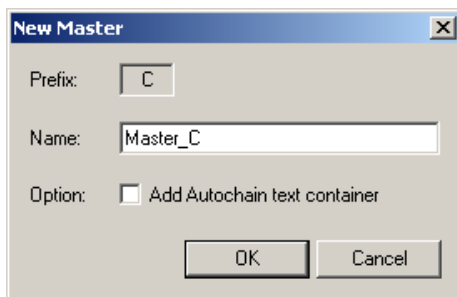 New Master
Prefix: C
Name: Master_C
Option: Add Autochain text container
OK Cancel